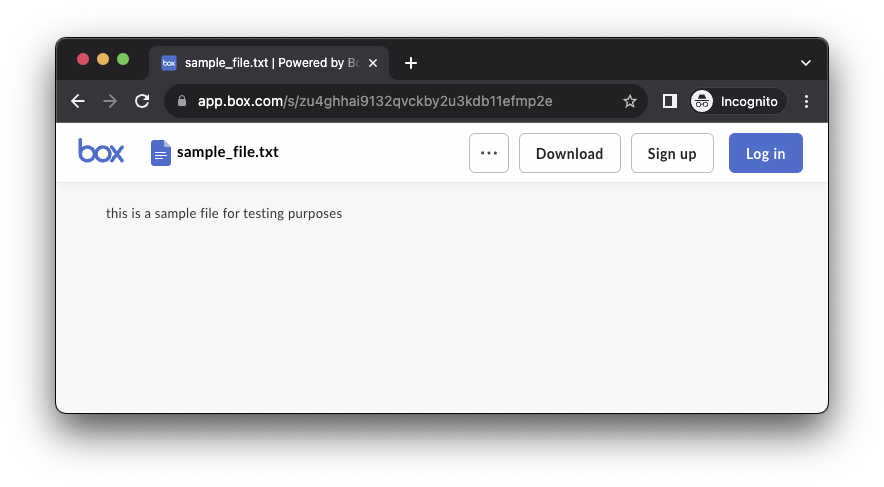 box
sample_file.txt | Powered by Bo
app.box.com/s/zu4ghhai9132qvckby2u3kdb11efmp2e
Incognito
box
sample_file.txt
Download
Sign up
Log in
this is a sample file for testing purposes